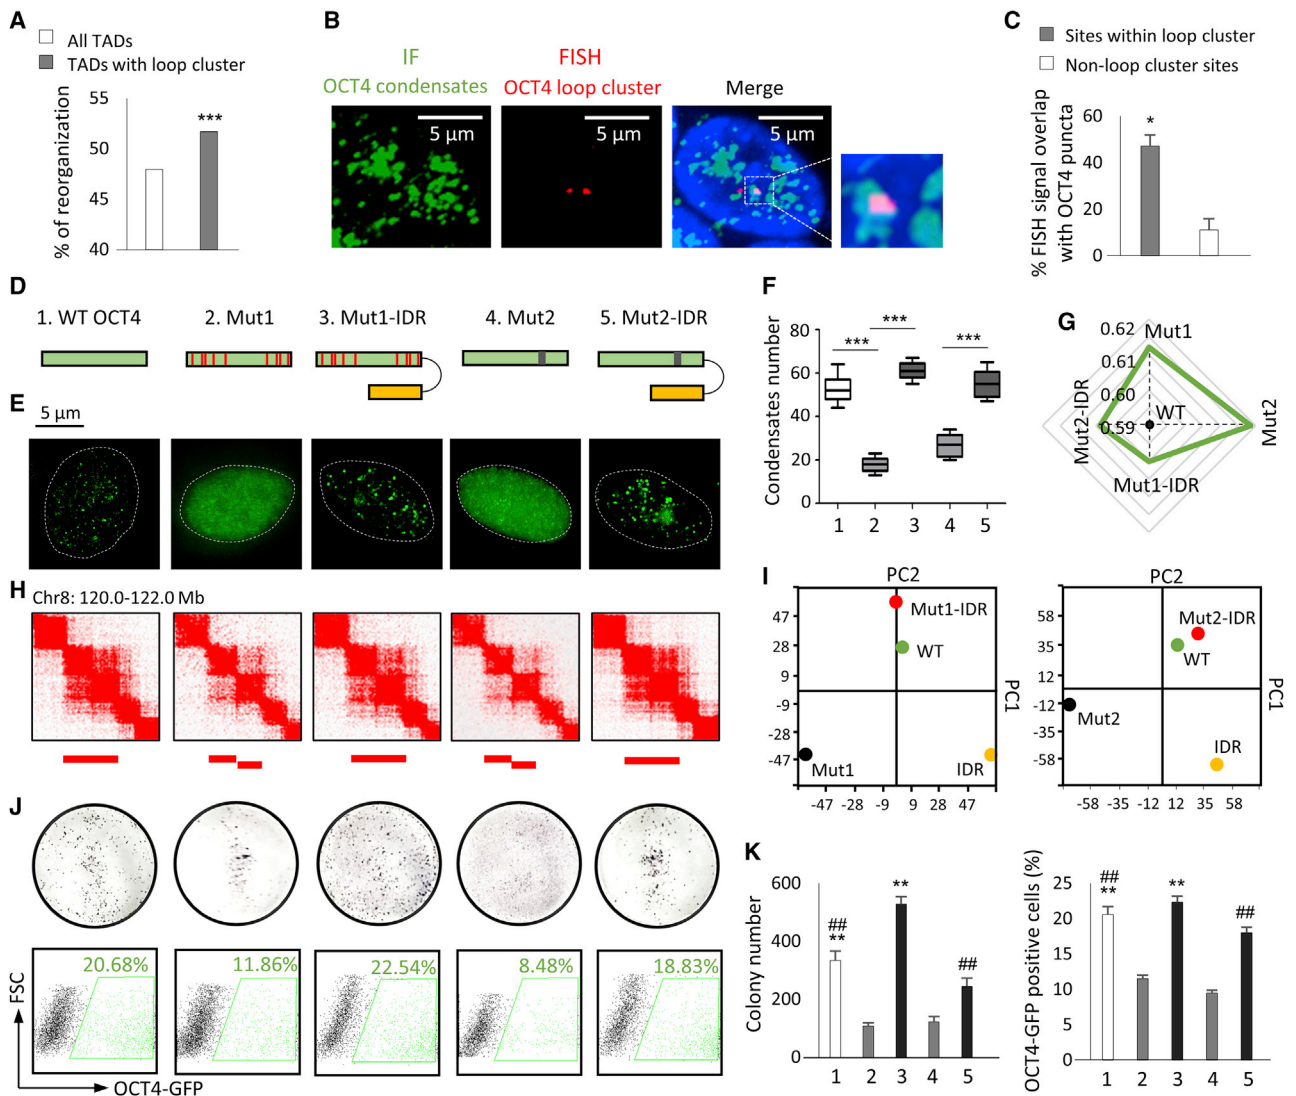 A
All TADs
TADs with loop cluster
% of reorganization
55
50
45
40
***
B
IF
OCT4 condensates
FISH
OCT4 loop cluster
Merge
5 µm
5 µm
5 µm
C
Sites within loop cluster
Non-loop cluster sites
% FISH signal overlap
with OCT4 puncta
60
40
20
0
*
D
1. WT OCT4
2. Mut1
3. Mut1-IDR
4. Mut2
5. Mut2-IDR
E
5 µm
F
Condensates number
80
60
40
20
0
***
***
***
1 2 3 4 5
G
0.62
0.61
0.60
0.59
Mut1
WT
Mut2
Mut2-IDR
Mut1-IDR
H
Chr8: 120.0-122.0 Mb
I
PC2
47
28
9
-9
-28
-47
Mut1-IDR
WT
Mut1
IDR
PC1
-47 -28 -9 9 28 47
PC2
58
35
12
-12
-35
-58
Mut2-IDR
WT
Mut2
IDR
PC1
-58 -35 -12 12 35 58
J
20.68%
11.86%
22.54%
8.48%
18.83%
FSC
OCT4-GFP
K
Colony number
600
400
200
0
##
**
**
##
1 2 3 4 5
OCT4-GFP positive cells (%)
25
20
15
10
5
0
##
**
**
##
1 2 3 4 5